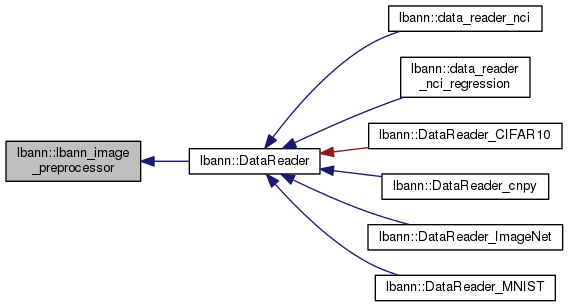 lbann::data_reader_nci
lbann::data_reader
_nci_regression
lbann::DataReader_CIFAR10
lbann::lbann_image
_preprocessor
lbann::DataReader
lbann::DataReader_cnpy
lbann::DataReader_ImageNet
lbann::DataReader_MNIST